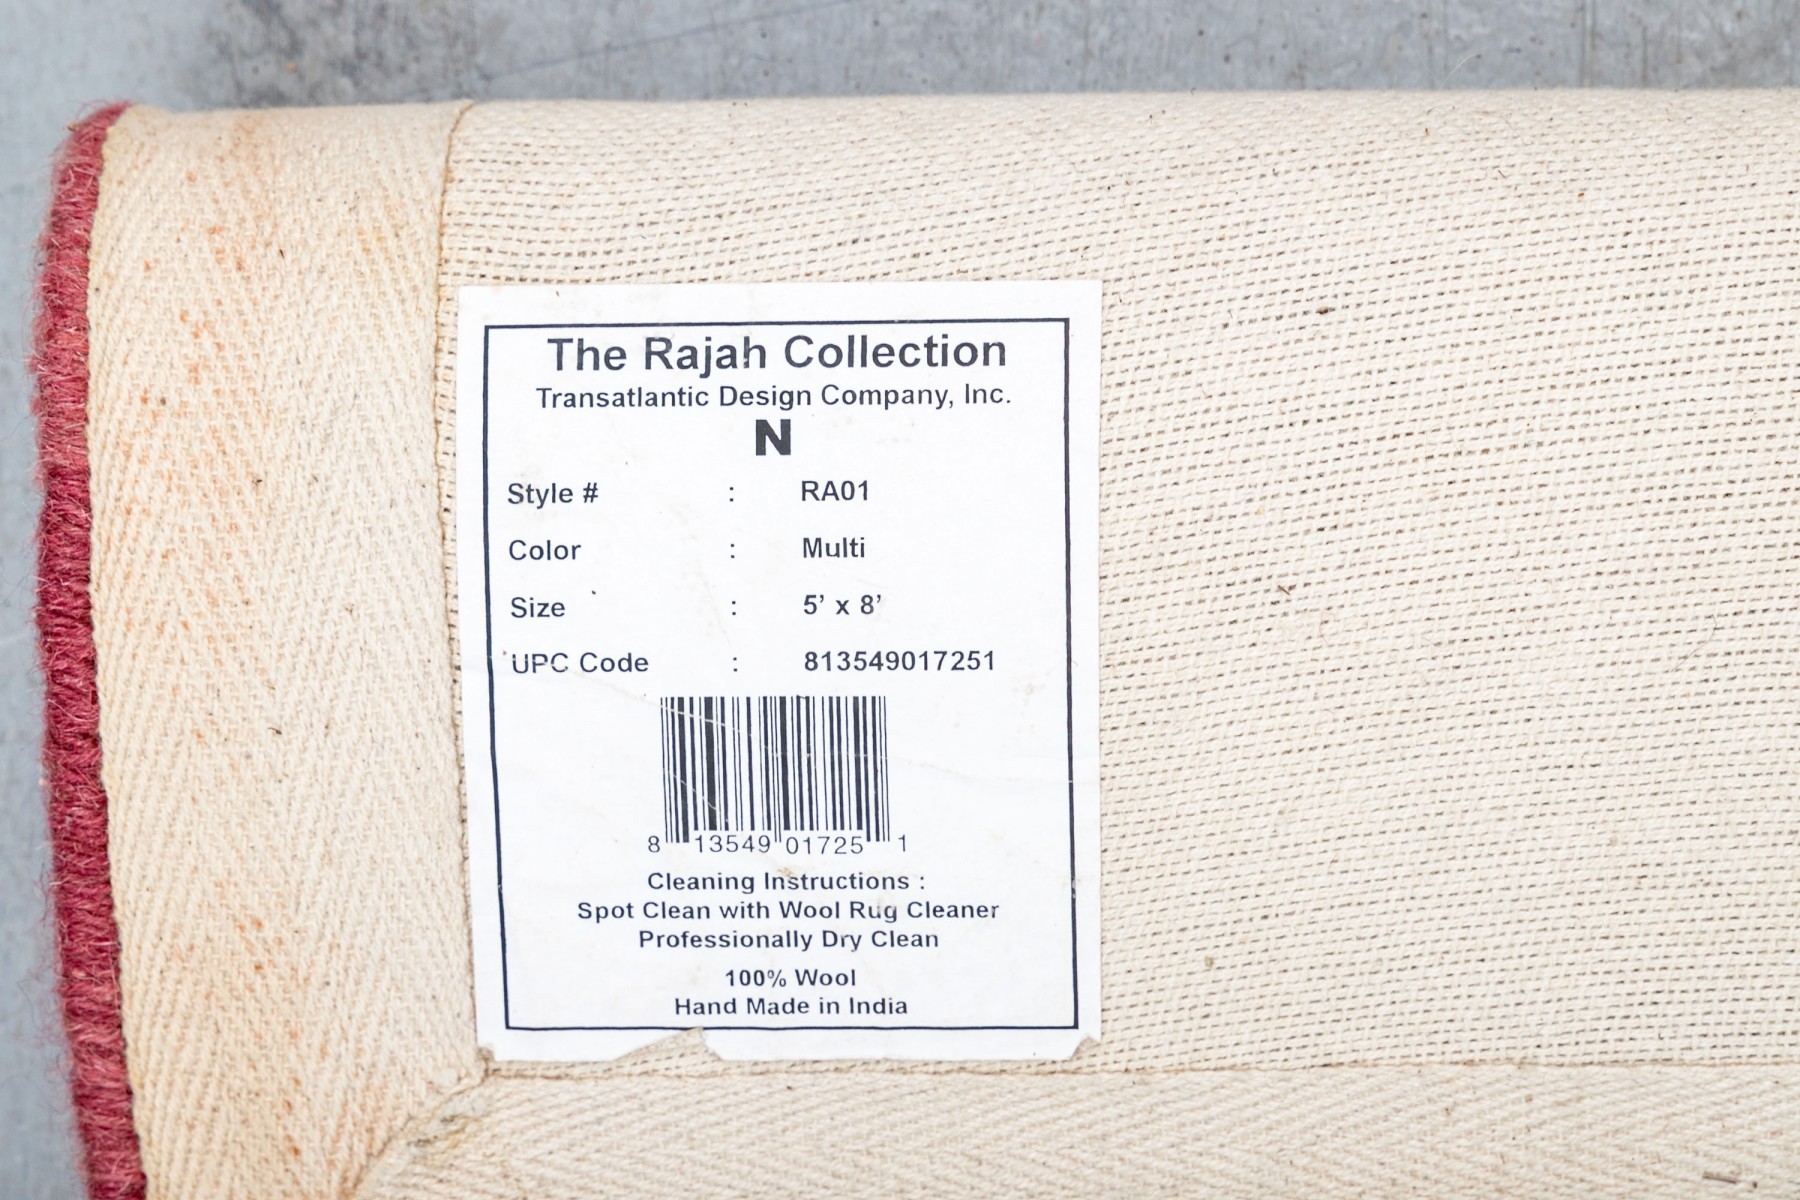 The Rajah Collection
Transatlantic Design Company, Inc.
N
Style # : RA01
Color : Multi
Size : 5’ x 8’
UPC Code : 813549017251
8 13549 01725 1
Cleaning Instructions :
Spot Clean with Wool Rug Cleaner
Professionally Dry Clean
100% Wool
Hand Made in India